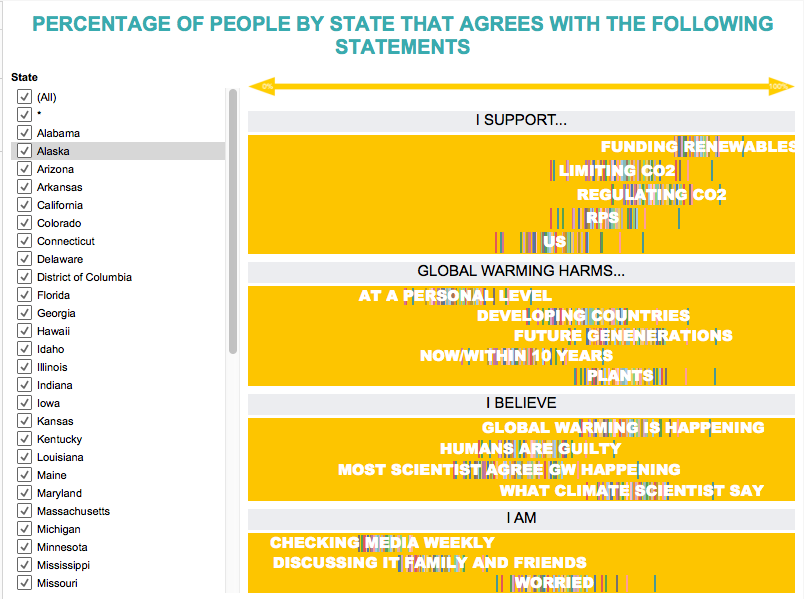 PERCENTAGE OF PEOPLE BY STATE THAT AGREES WITH THE FOLLOWING
STATEMENTS
State
(All)
*
Alabama
Alaska
Arizona
Arkansas
California
Colorado
Connecticut
Delaware
District of Columbia
Florida
Georgia
Hawaii
Idaho
Illinois
Indiana
Iowa
Kansas
Kentucky
Louisiana
Maine
Maryland
Massachusetts
Michigan
Minnesota
Mississippi
Missouri
0%
100%
I SUPPORT...
FUNDING RENEWABLES
LIMITING CO2
REGULATING CO2
RPS
US
GLOBAL WARMING HARMS...
AT A PERSONAL LEVEL
DEVELOPING COUNTRIES
FUTURE GENENERATIONS
NOW/WITHIN 10 YEARS
PLANTS
I BELIEVE
GLOBAL WARMING IS HAPPENING
HUMANS ARE GUILTY
MOST SCIENTIST AGREE GW HAPPENING
WHAT CLIMATE SCIENTIST SAY
I AM
CHECKING MEDIA WEEKLY
DISCUSSING IT FAMILY AND FRIENDS
WORRIED